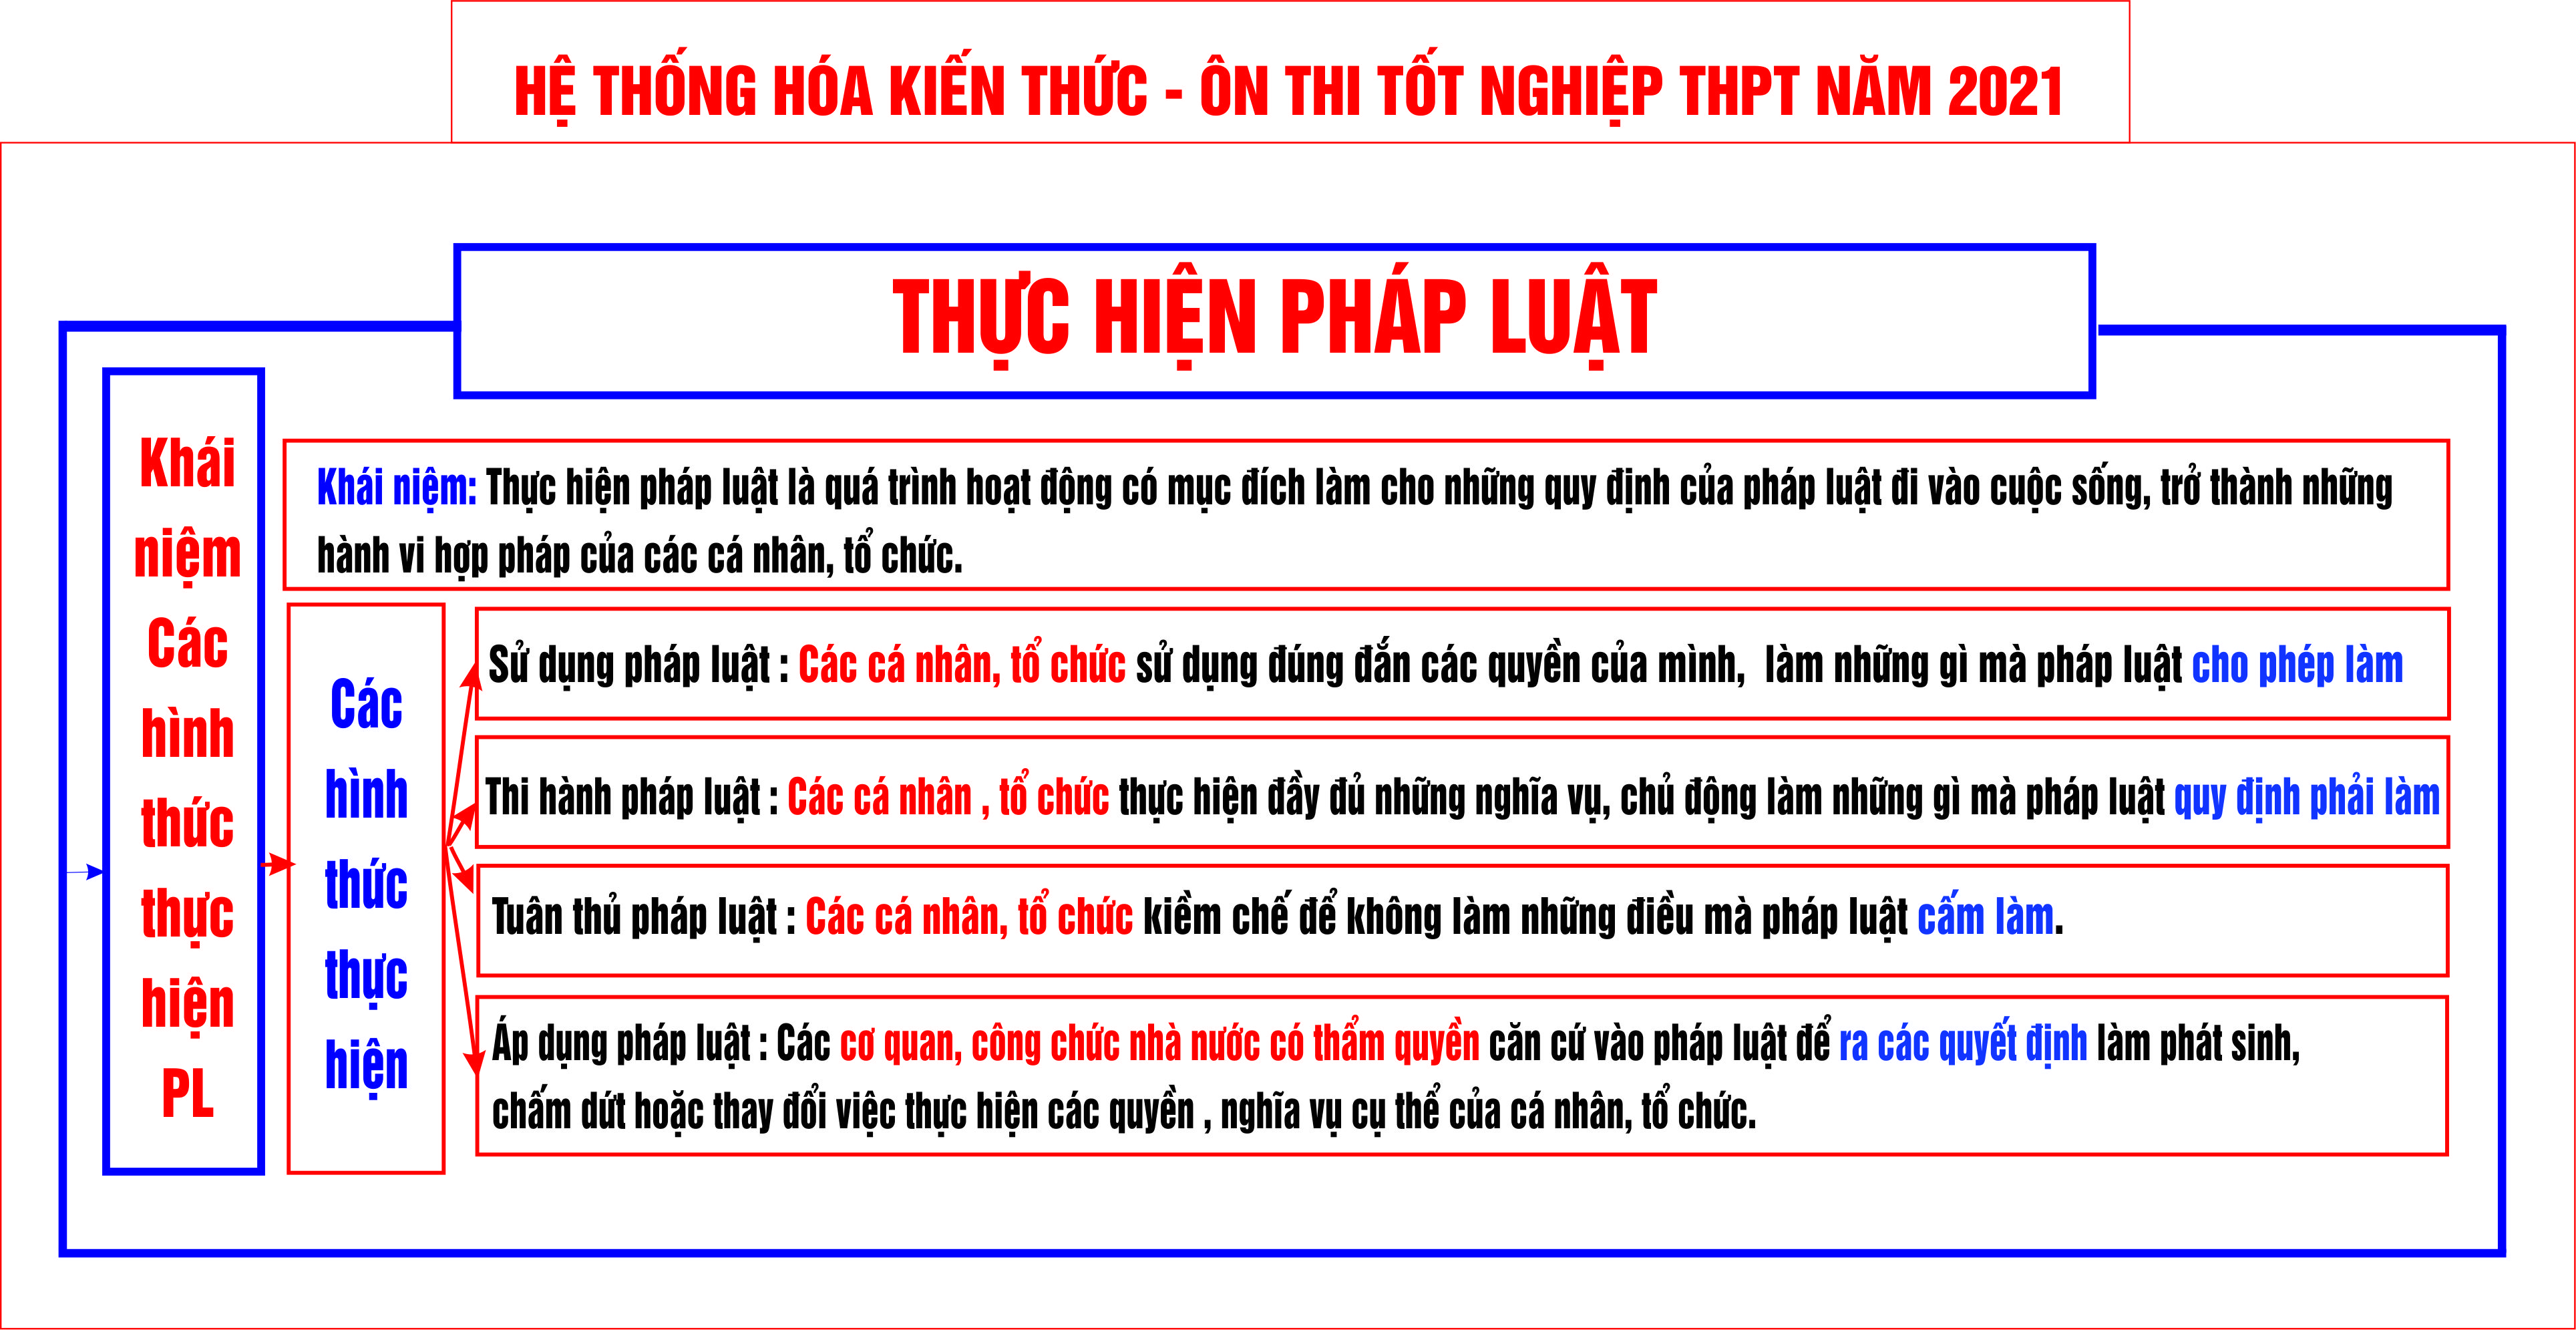 HỆ THỐNG HÓA KIẾN THỨC - ÔN THI TỐT NGHIỆP THPT NĂM 2021
THỰC HIỆN PHÁP LUẬT
Khái
niệm
Các
hình
thức
thực
hiện
PL
Khái niệm: Thực hiện pháp luật là quá trình hoạt động có mục đích làm cho những quy định của pháp luật đi vào cuộc sống, trở thành những
hành vi hợp pháp của các cá nhân, tổ chức.
Các
hình
thức
thực
hiện
Sử dụng pháp luật : Các cá nhân, tổ chức sử dụng đúng đắn các quyền của mình, làm những gì mà pháp luật cho phép làm
Thi hành pháp luật : Các cá nhân , tổ chức thực hiện đầy đủ những nghĩa vụ, chủ động làm những gì mà pháp luật quy định phải làm
Tuân thủ pháp luật : Các cá nhân, tổ chức kiềm chế để không làm những điều mà pháp luật cấm làm.
Áp dụng pháp luật : Các cơ quan, công chức nhà nước có thẩm quyền căn cứ vào pháp luật để ra các quyết định làm phát sinh,
chấm dứt hoặc thay đổi việc thực hiện các quyền , nghĩa vụ cụ thể của cá nhân, tổ chức.